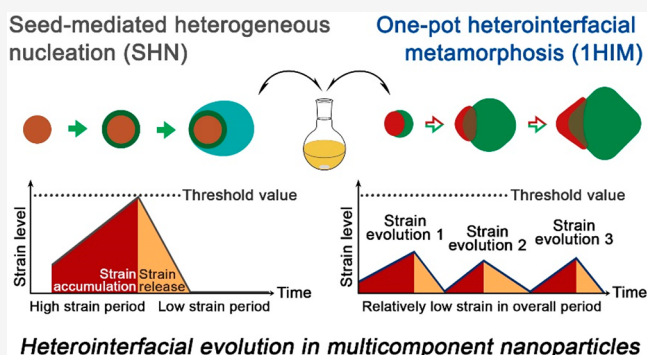 Seed-mediated heterogeneous
nucleation (SHN)
One-pot heterointerfacial
metamorphosis (1HIM)
Strain level
Threshold value
Strain
accumulation
Strain
release
Time
High strain period
Low strain period
Strain level
Threshold value
Strain
evolution 1
Strain
evolution 2
Strain
evolution 3
Time
Relatively low strain in overall period
Heterointerfacial evolution in multicomponent nanoparticles